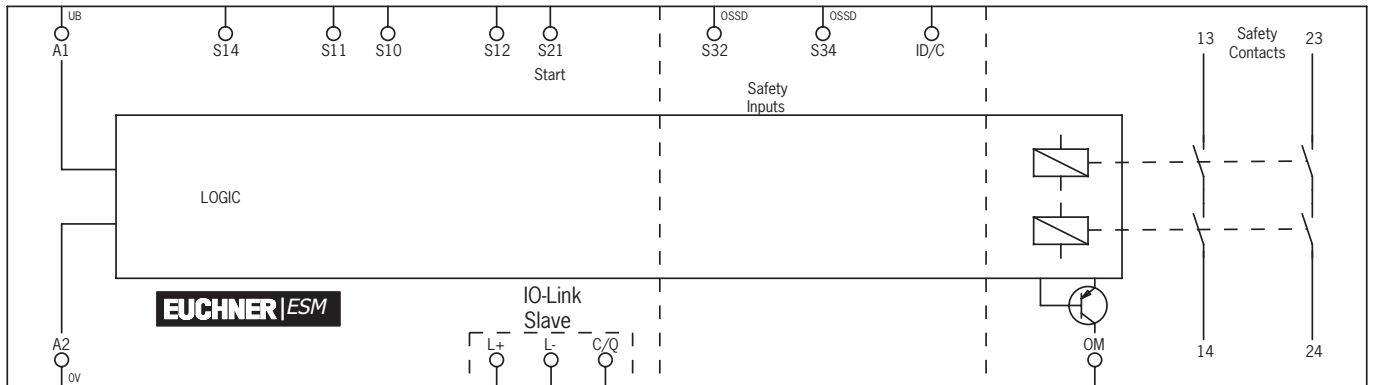 UB OSSD OSSD
A1 S14 S11 S10 S12 S21 S32 S34 ID/C 13 Safety 23
Contacts
Start
Safety
Inputs
LOGIC
EUCHNER|ESM
IO-Link
Slave
A2 L+ L- C/Q OM 14 24
0V